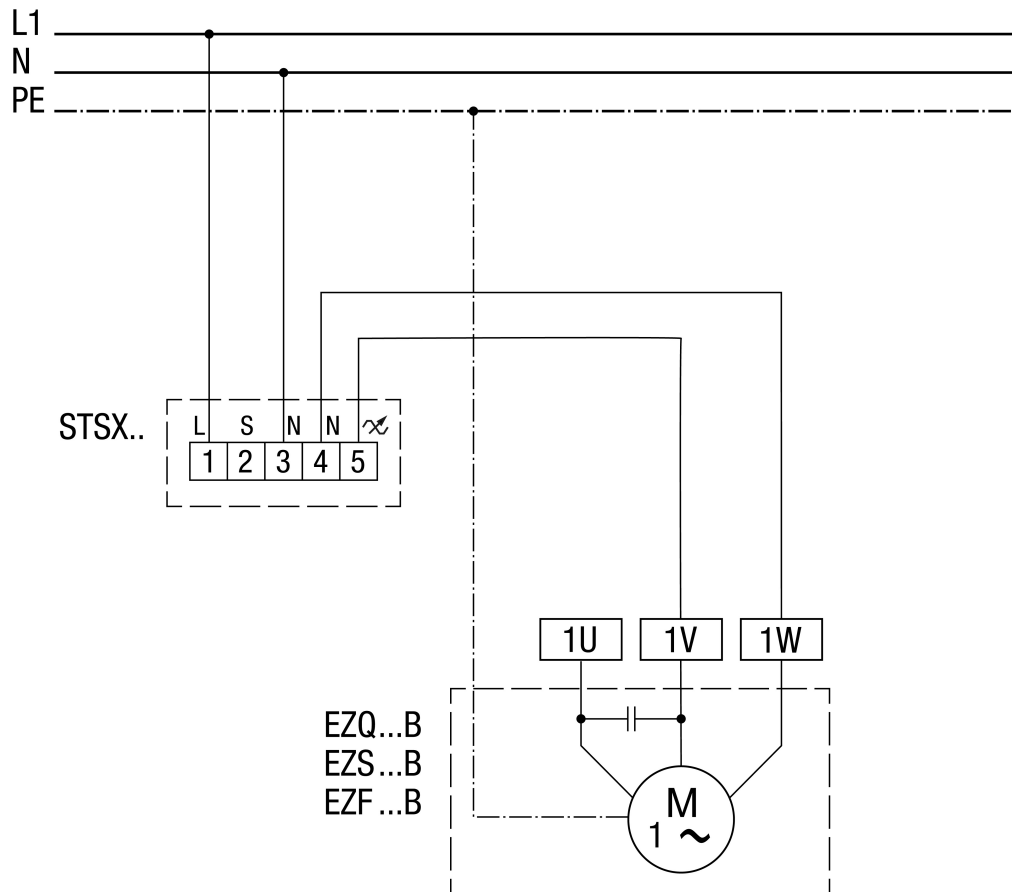 L1
N
PE
STSX..
L S N N
1 2 3 4 5
1U 1V 1W
EZQ...B
EZS...B
EZF...B
M
1 ~